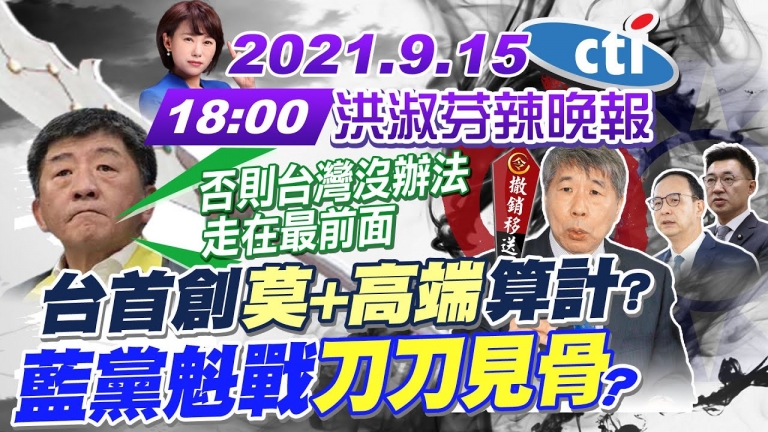 2021.9.15
cti
18:00 洪淑芬辣晚報
否則台灣沒辦法
走在最前面
令
撤銷移送
台首創莫+高端算計?
藍黨魁戰刀刀見骨?